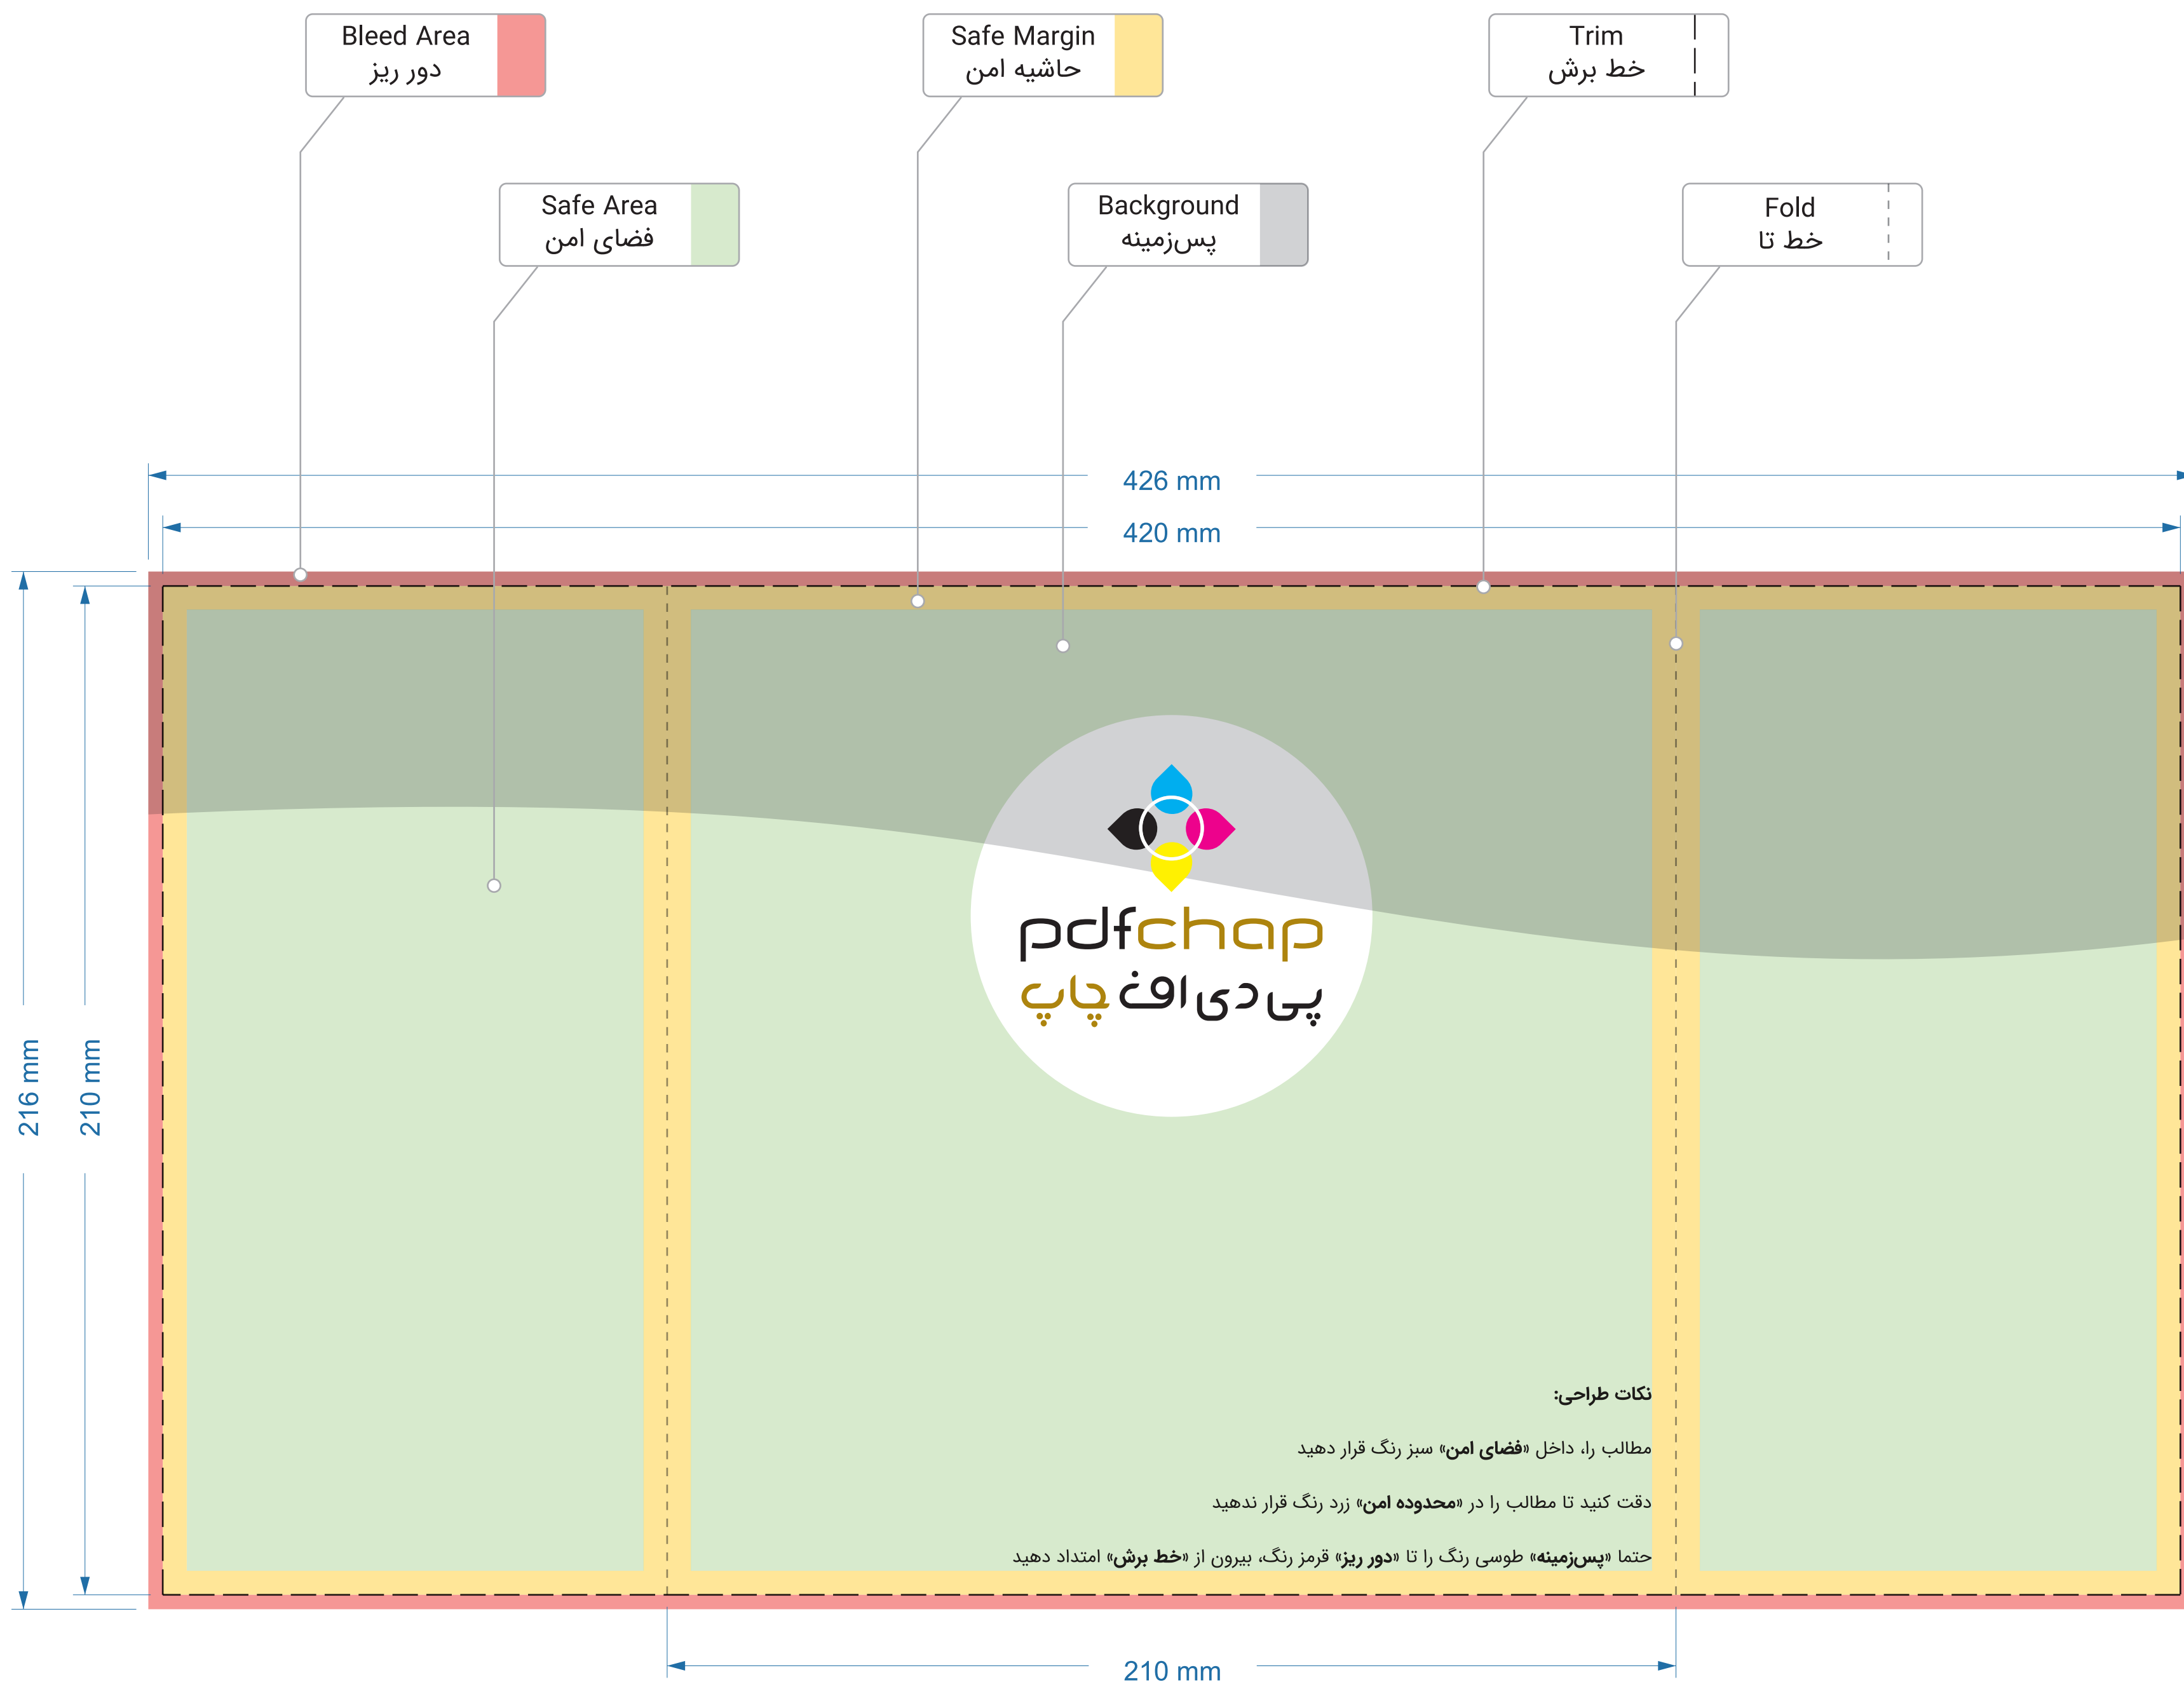 Bleed Area
دور ریز
Safe Margin
حاشیه امن
Trim
خط برش
Safe Area
فضای امن
Background
پس‌زمینه
Fold
خط تا
426 mm
420 mm
216 mm
210 mm
pdfchap
پی دی اف چاپ
نکات طراحی:
مطالب را، داخل «فضای امن» سبز رنگ قرار دهید
دقت کنید تا مطالب را در «محدوده امن» زرد رنگ قرار ندهید
حتما «پس‌زمینه» طوسی رنگ را تا «دور ریز» قرمز رنگ، بیرون از «خط برش» امتداد دهید
210 mm